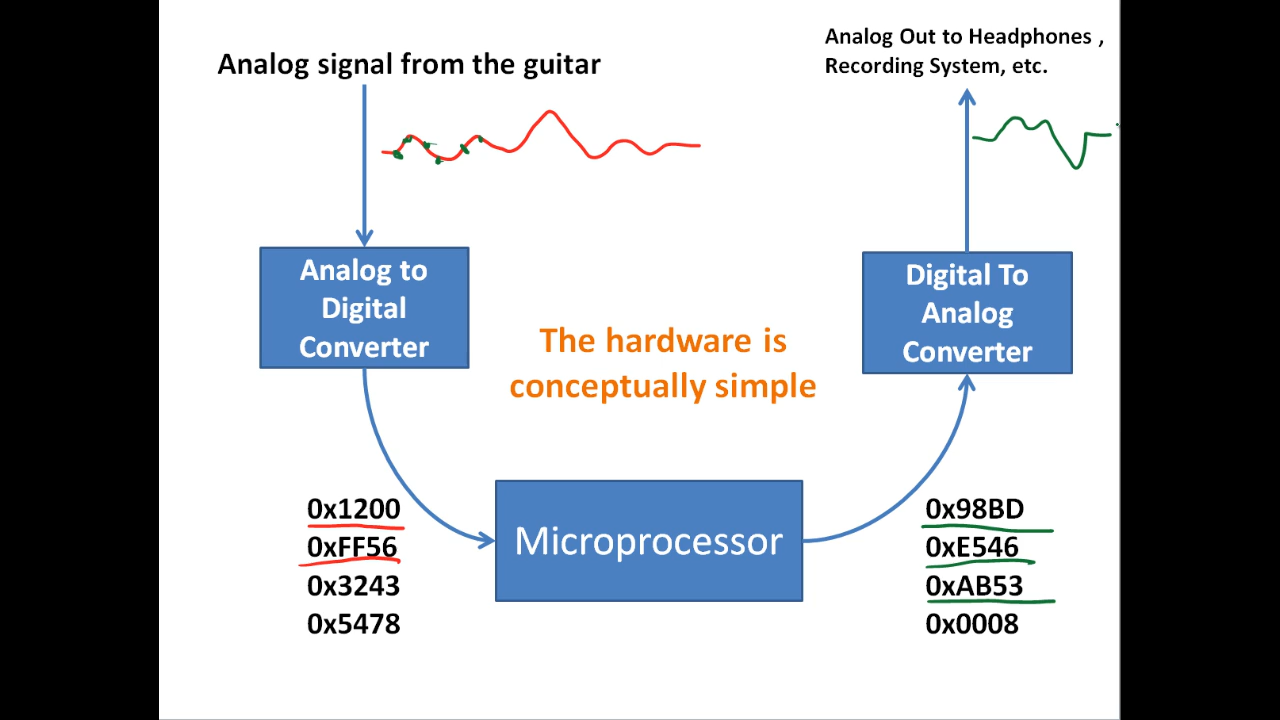 Analog signal from the guitar
Analog Out to Headphones ,
Recording System, etc.
Analog to
Digital
Converter
Digital To
Analog
Converter
The hardware is
conceptually simple
0x1200
0xFF56
0x3243
0x5478
Microprocessor
0x98BD
0xE546
0xAB53
0x0008